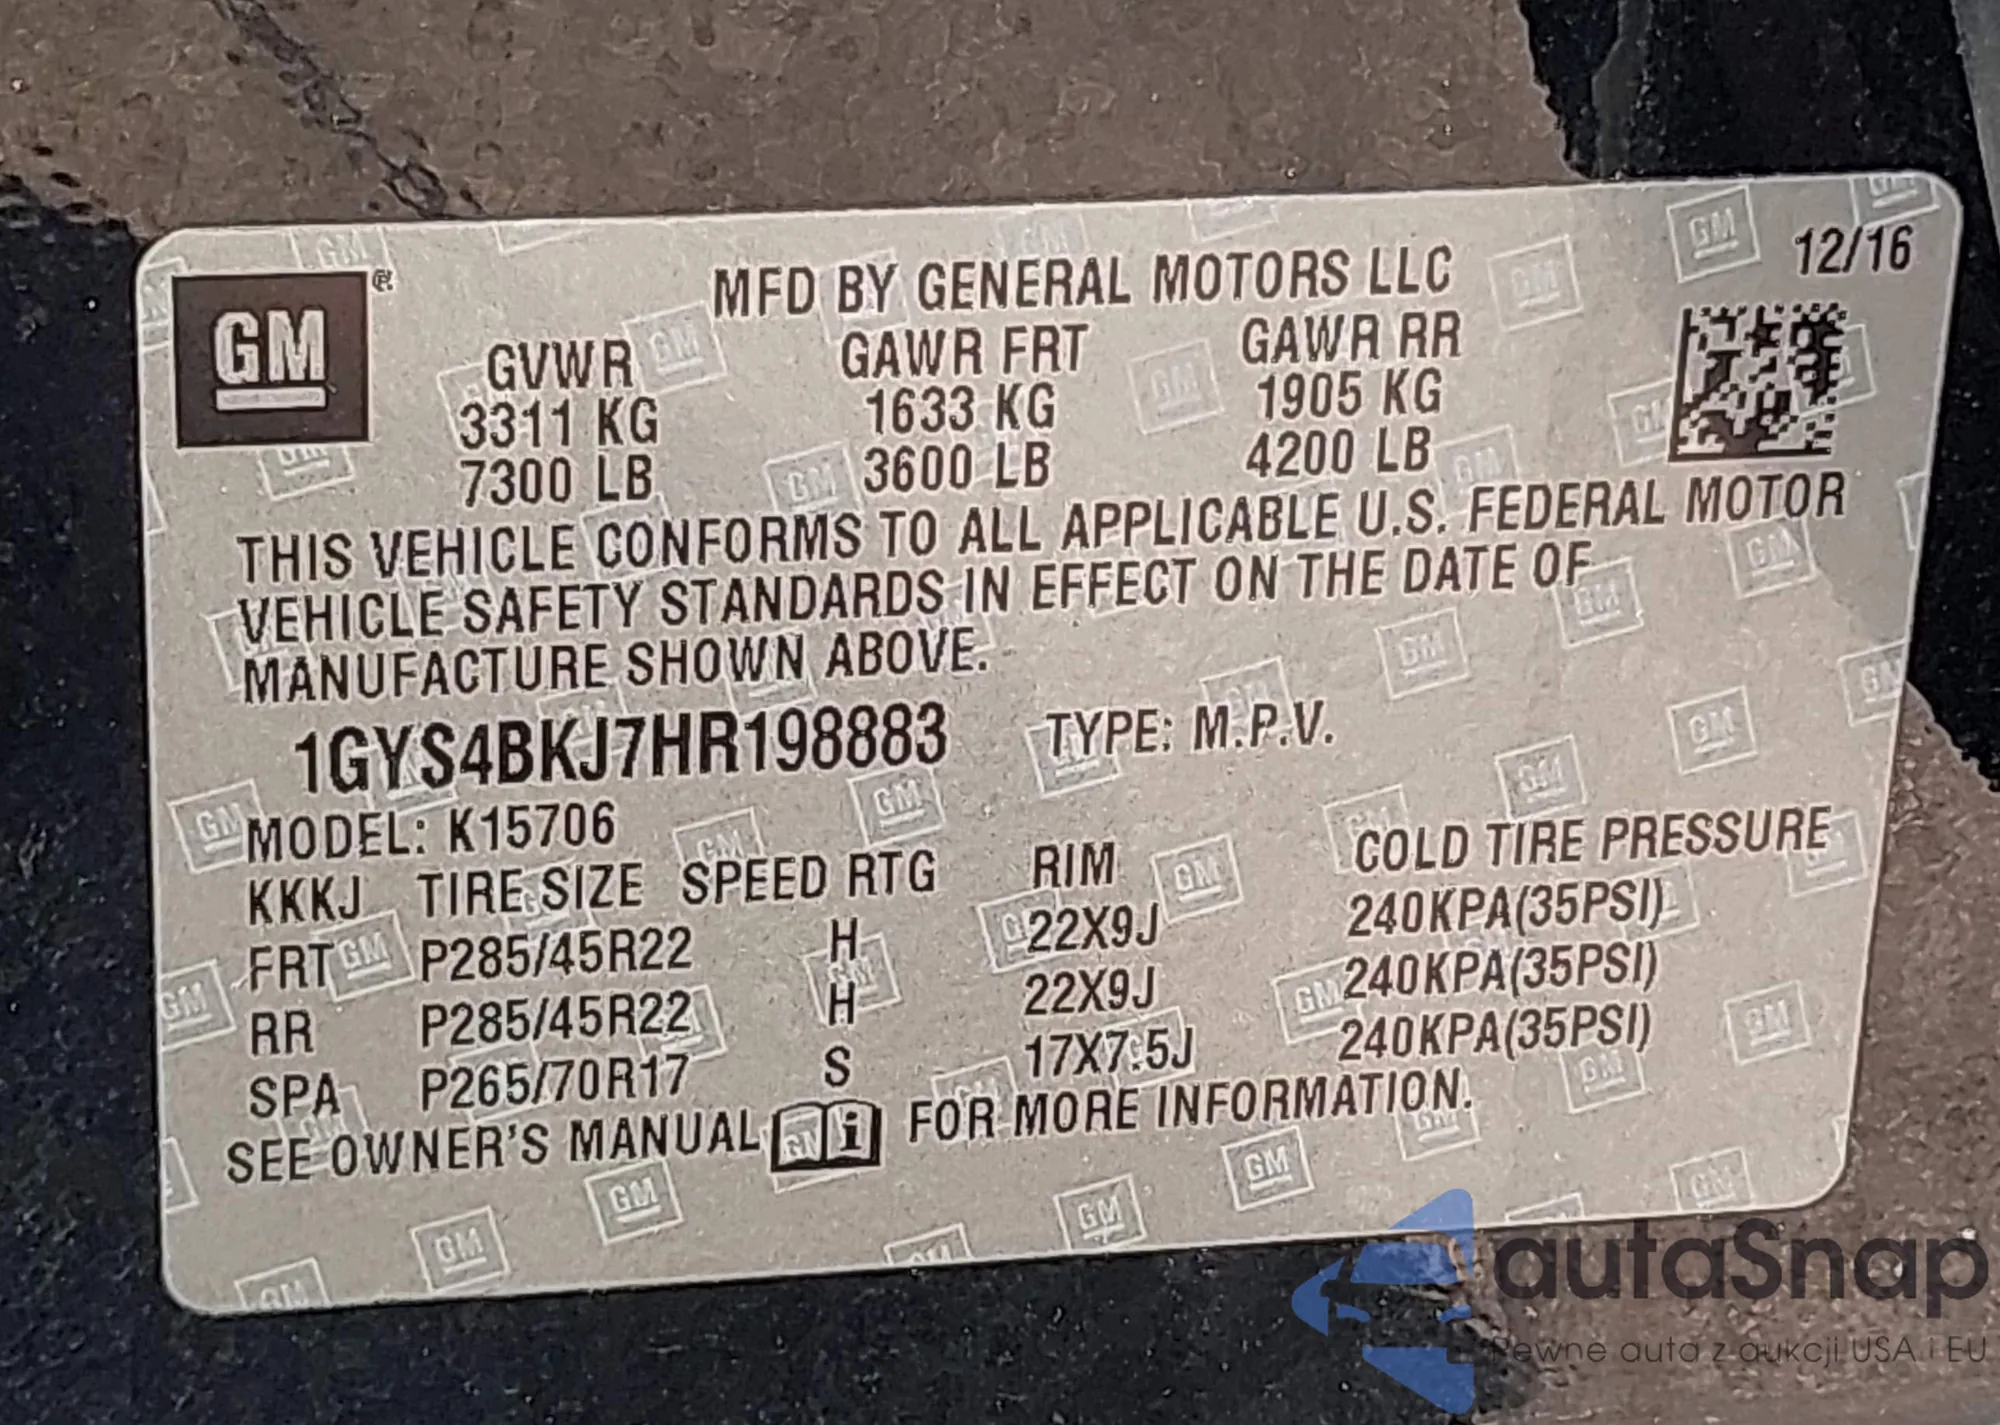 GM
MFD BY GENERAL MOTORS LLC
12/16
GVWR GAWR FRT GAWR RR
3311 KG 1633 KG 1905 KG
7300 LB 3600 LB 4200 LB
THIS VEHICLE CONFORMS TO ALL APPLICABLE U.S. FEDERAL MOTOR
VEHICLE SAFETY STANDARDS IN EFFECT ON THE DATE OF
MANUFACTURE SHOWN ABOVE.
1GYS4BKJ7HR198883 TYPE: M.P.V.
MODEL: K15706
KKKJ TIRE SIZE SPEED RTG RIM COLD TIRE PRESSURE
FRT P285/45R22 H 22X9J 240KPA(35PSI)
RR P285/45R22 H 22X9J 240KPA(35PSI)
SPA P265/70R17 S 17X7.5J 240KPA(35PSI)
SEE OWNER'S MANUAL i FOR MORE INFORMATION.
autaSnap
Pewne auta z aukcji USA i EU